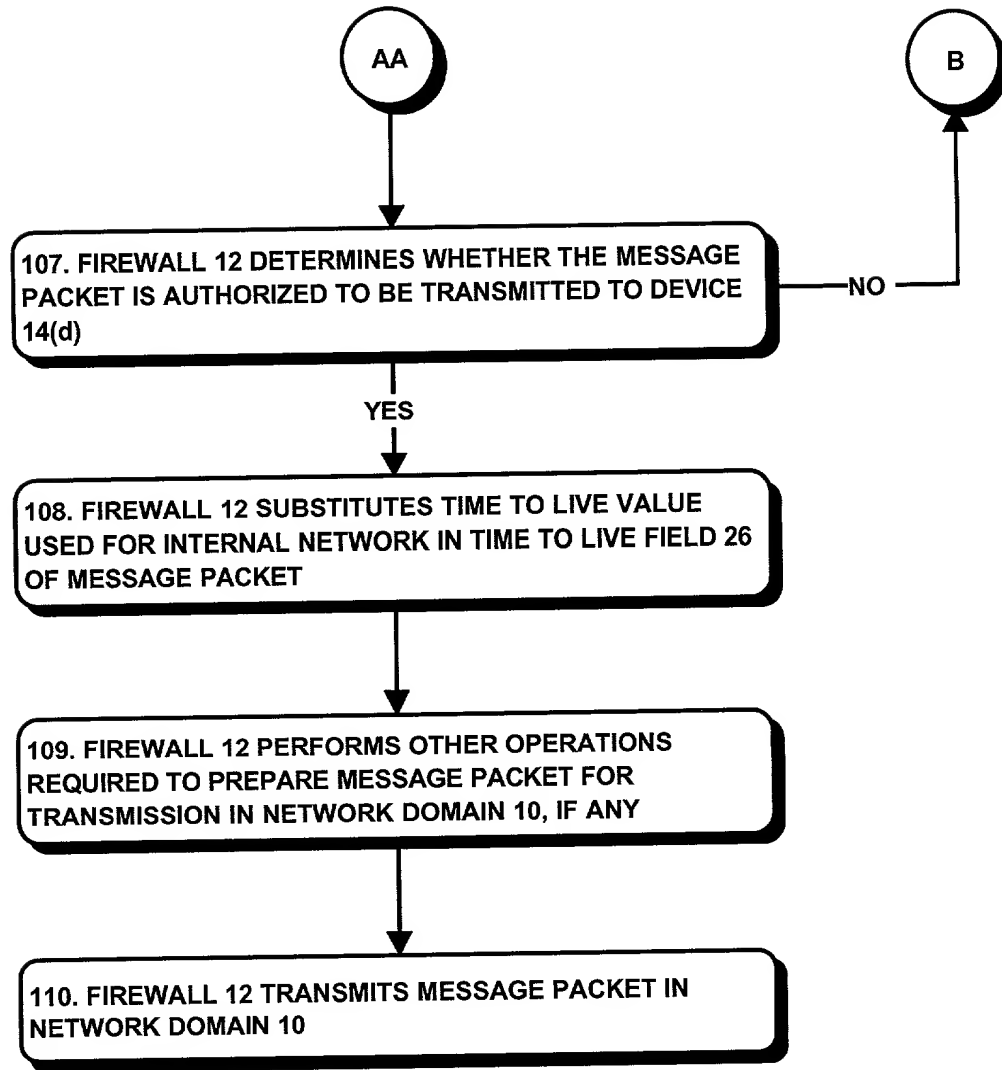 AA
B
107. FIREWALL 12 DETERMINES WHETHER THE MESSAGE
PACKET IS AUTHORIZED TO BE TRANSMITTED TO DEVICE
14(d)
NO
YES
108. FIREWALL 12 SUBSTITUTES TIME TO LIVE VALUE
USED FOR INTERNAL NETWORK IN TIME TO LIVE FIELD 26
OF MESSAGE PACKET
109. FIREWALL 12 PERFORMS OTHER OPERATIONS
REQUIRED TO PREPARE MESSAGE PACKET FOR
TRANSMISSION IN NETWORK DOMAIN 10, IF ANY
110. FIREWALL 12 TRANSMITS MESSAGE PACKET IN
NETWORK DOMAIN 10